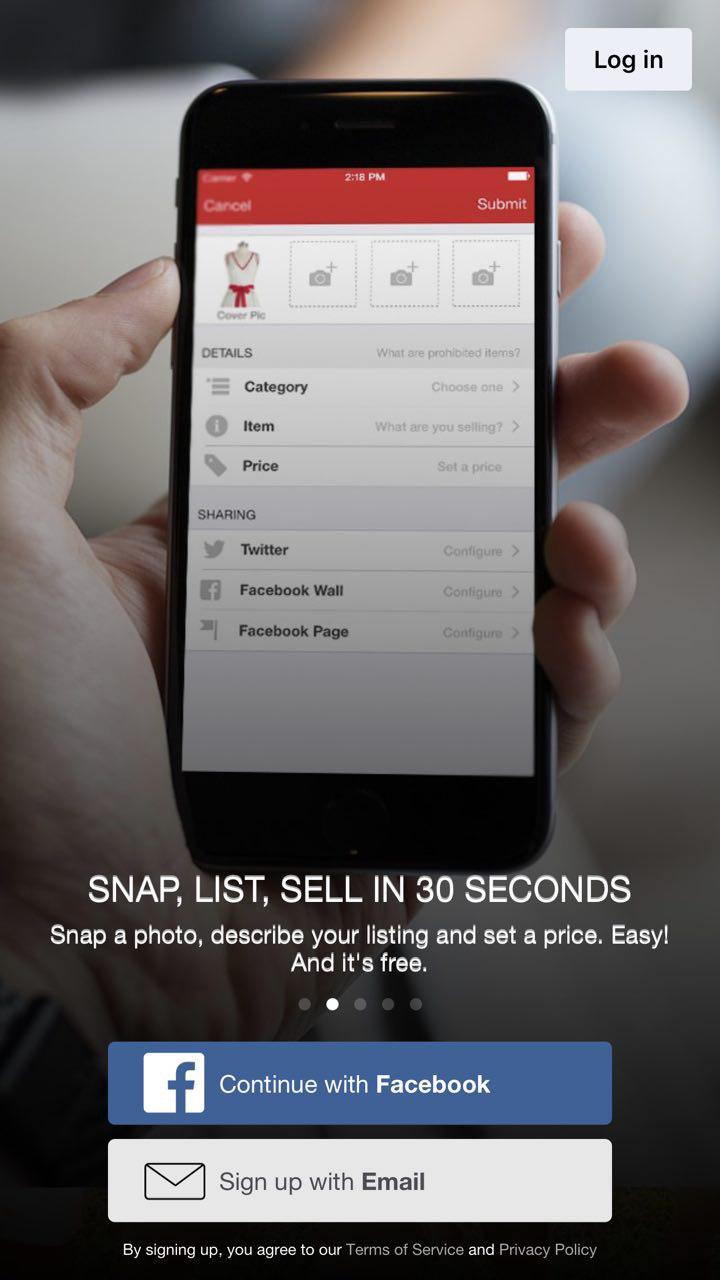 Log in
Carrier 2:18 PM
Cancel Submit
Cover Pic
DETAILS What are prohibited items?
Category Choose one
Item What are you selling?
Price Set a price
SHARING
Twitter Configure
Facebook Wall Configure
Facebook Page Configure
SNAP, LIST, SELL IN 30 SECONDS
Snap a photo, describe your listing and set a price. Easy!
And it's free.
Continue with Facebook
Sign up with Email
By signing up, you agree to our Terms of Service and Privacy Policy